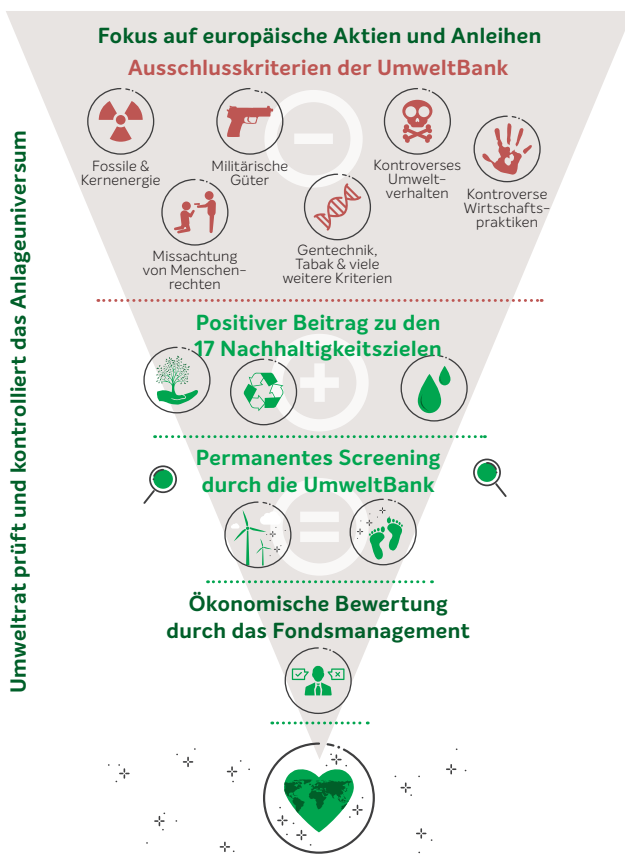 Fokus auf europäische Aktien und Anleihen
Ausschlusskriterien der UmweltBank
Fossile &
Kernenergie
Militärische
Güter
Kontroverses
Umwelt-
verhalten
Kontroverse
Wirtschafts-
praktiken
Missachtung
von Menschen-
rechten
Gentechnik,
Tabak & viele
weitere Kriterien
Positiver Beitrag zu den
17 Nachhaltigkeitszielen
Permanentes Screening
durch die UmweltBank
Ökonomische Bewertung
durch das Fondsmanagement
Umweltrat prüft und kontrolliert das Anlageuniversum